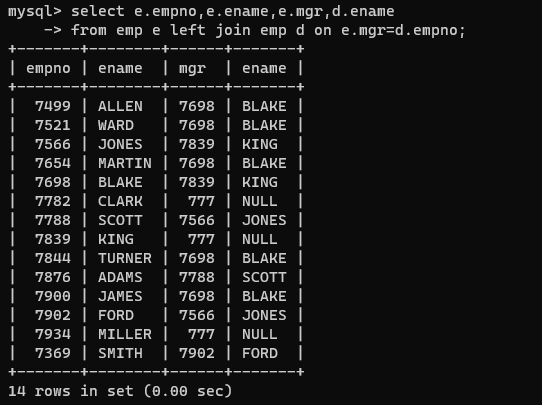 mysql> select e.empno,e.ename,e.mgr,d.ename
    -> from emp e left join emp d on e.mgr=d.empno;
+-------+--------+------+-------+
| empno | ename  | mgr  | ename |
+-------+--------+------+-------+
|  7499 | ALLEN  | 7698 | BLAKE |
|  7521 | WARD   | 7698 | BLAKE |
|  7566 | JONES  | 7839 | KING  |
|  7654 | MARTIN | 7698 | BLAKE |
|  7698 | BLAKE  | 7839 | KING  |
|  7782 | CLARK  |  777 | NULL  |
|  7788 | SCOTT  | 7566 | JONES |
|  7839 | KING   |  777 | NULL  |
|  7844 | TURNER | 7698 | BLAKE |
|  7876 | ADAMS  | 7788 | SCOTT |
|  7900 | JAMES  | 7698 | BLAKE |
|  7902 | FORD   | 7566 | JONES |
|  7934 | MILLER |  777 | NULL  |
|  7369 | SMITH  | 7902 | FORD  |
+-------+--------+------+-------+
14 rows in set (0.00 sec)